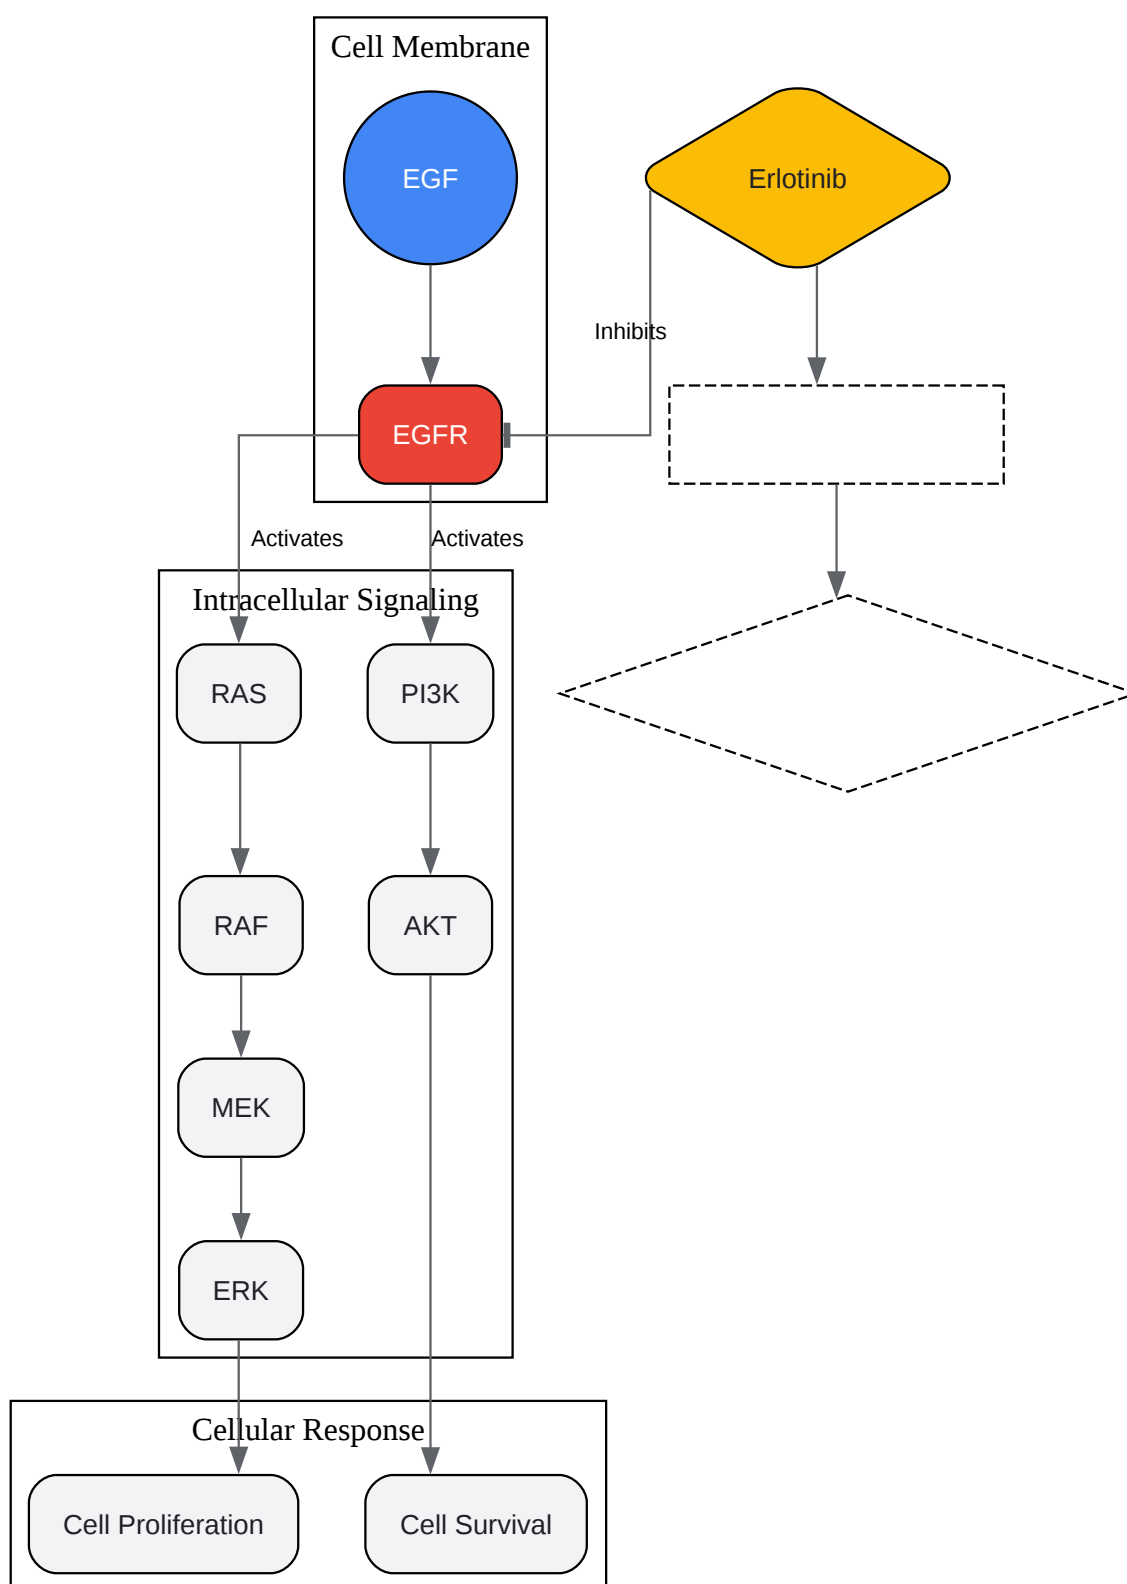 Cell Membrane
EGF
Erlotinib
Inhibits
EGFR
Activates
Activates
Intracellular Signaling
RAS
PI3K
RAF
AKT
MEK
ERK
Cellular Response
Cell Proliferation
Cell Survival